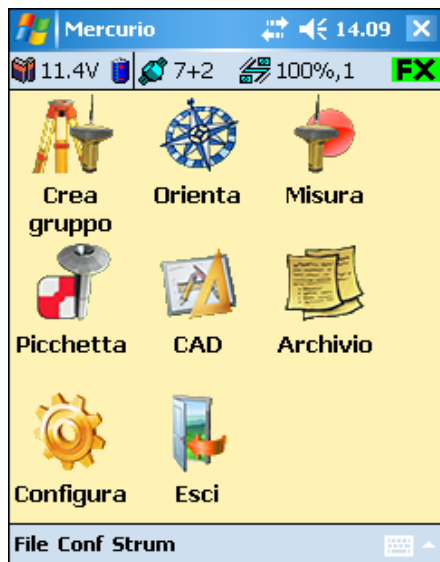 Mercurio 14.09
11.4V 7+2 100%,1 FX
Crea gruppo Orienta Misura
Picchetta CAD Archivio
Configura Esci
File Conf Strum